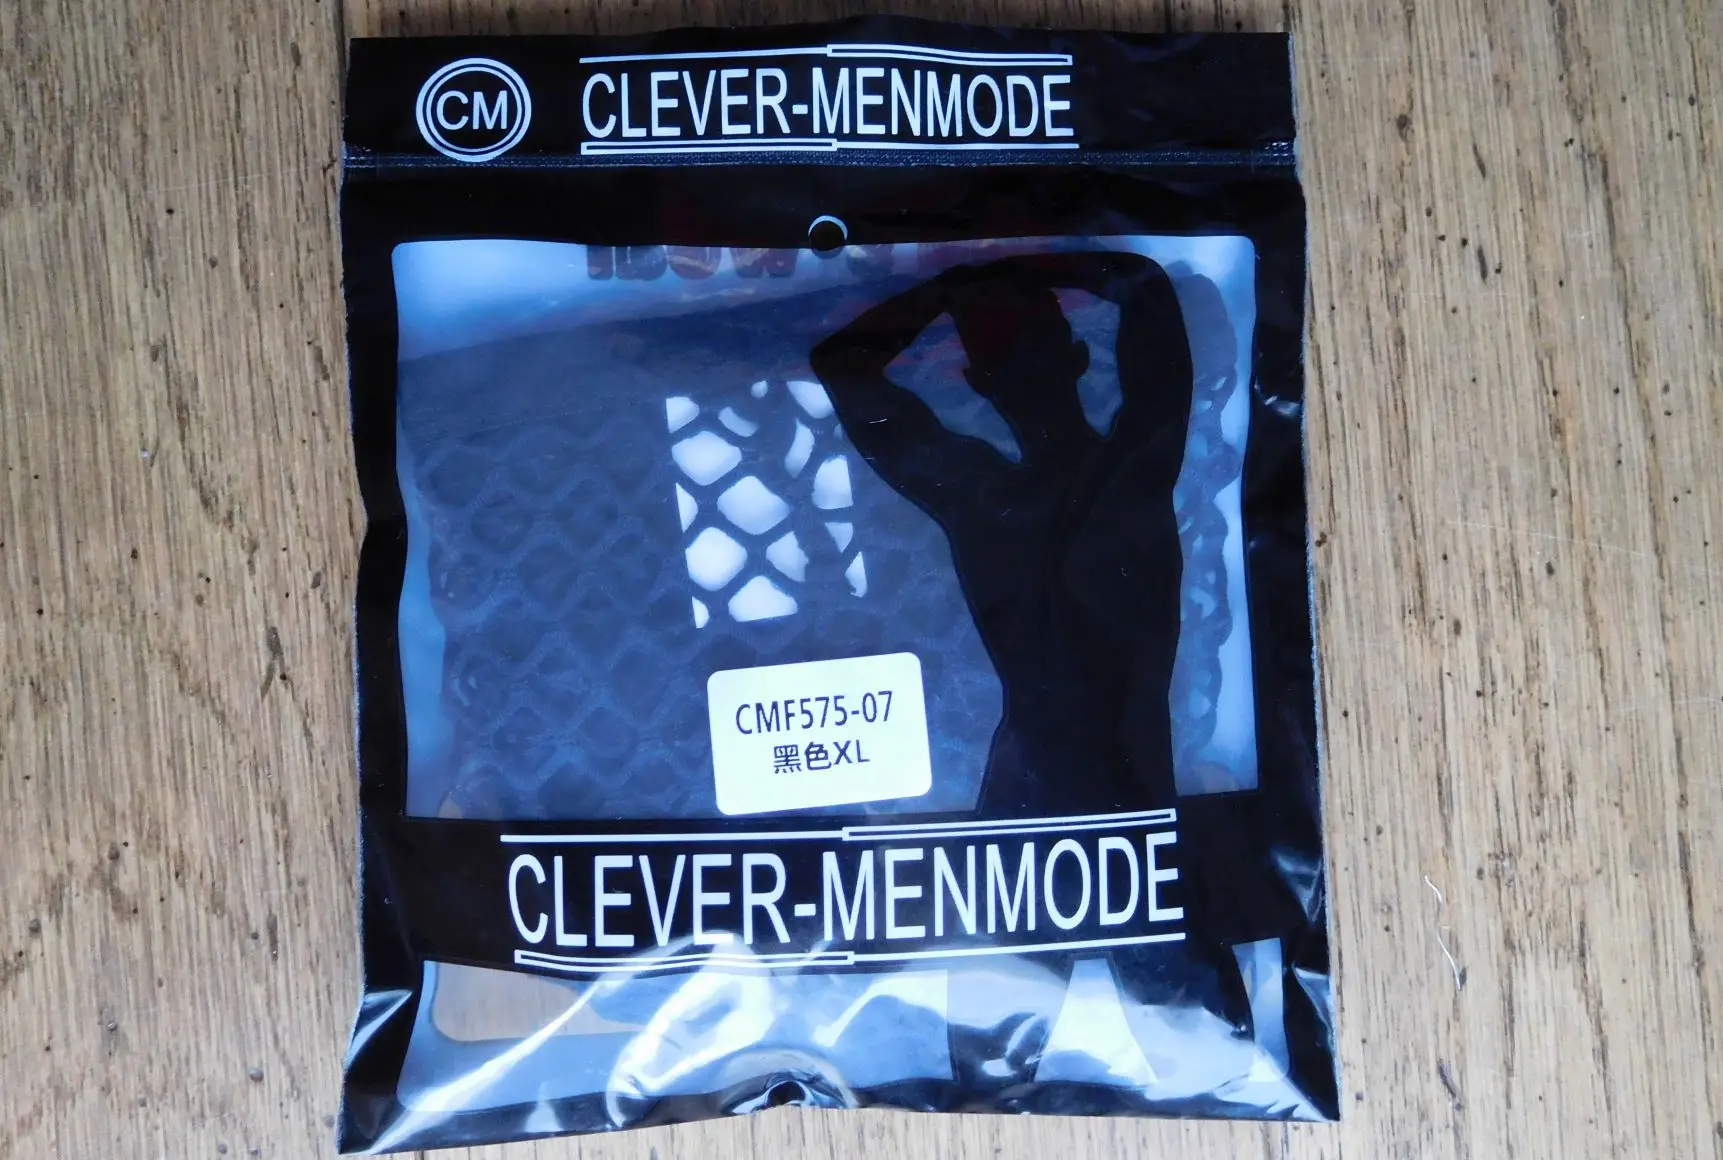 CM
CLEVER-MENMODE
CMF575-07
黑色XL
CLEVER-MENMODE